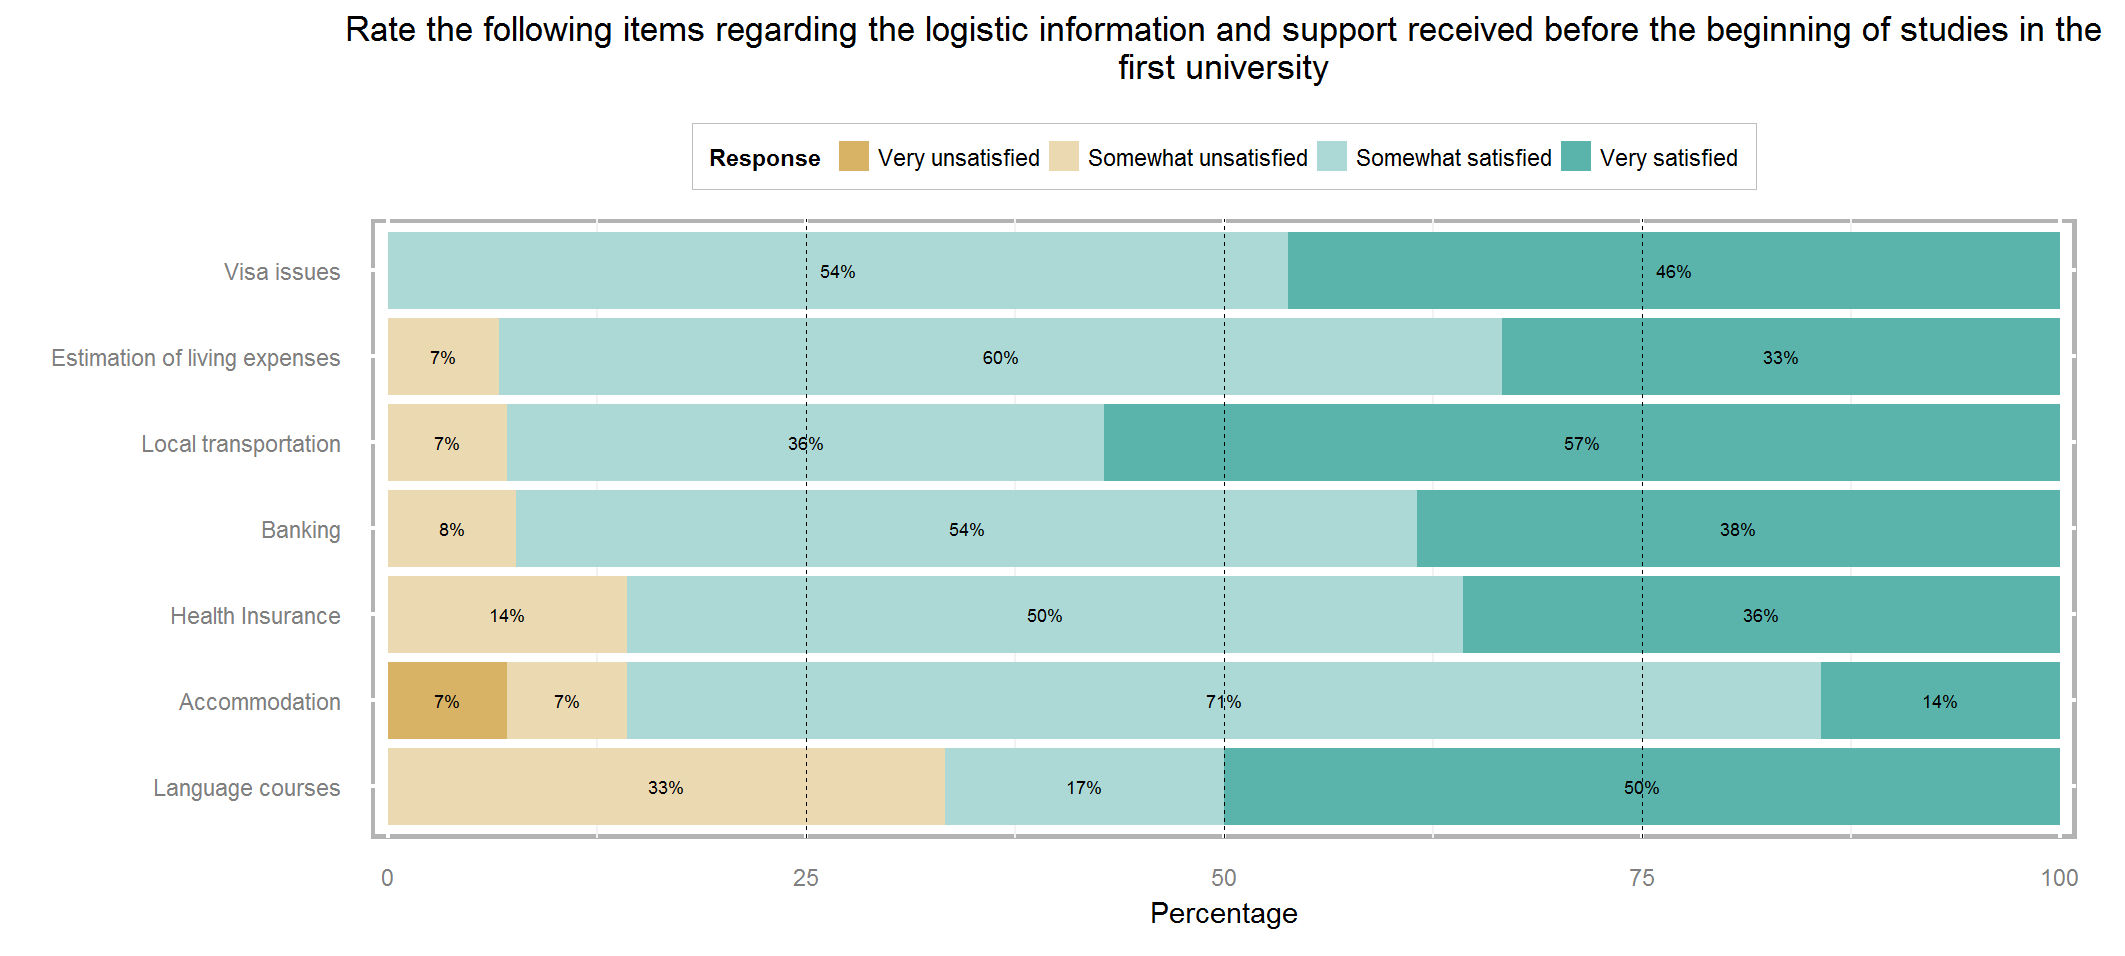 Rate the following items regarding the logistic information and support received before the beginning of studies in the
first university
Response Very unsatisfied Somewhat unsatisfied Somewhat satisfied Very satisfied
Visa issues 54% 46%
Estimation of living expenses 7% 60% 33%
Local transportation 7% 36% 57%
Banking 8% 54% 38%
Health Insurance 14% 50% 36%
Accommodation 7% 7% 71% 14%
Language courses 33% 17% 50%
0 25 50 75 100
Percentage